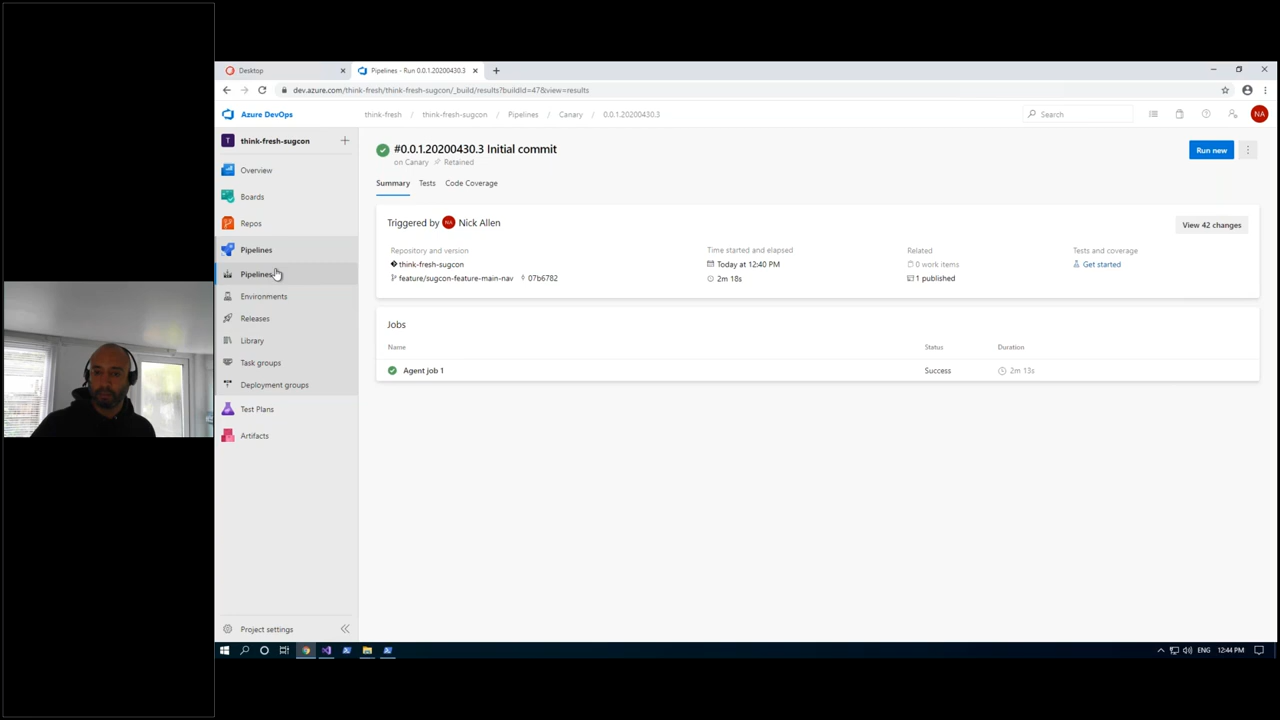 Desktop
Pipelines - Run 0.0.1.20200430.3
dev.azure.com/think-fresh/think-fresh-sugcon/_build/results?buildId=47&view=results
Azure DevOps
think-fresh / think-fresh-sugcon / Pipelines / Canary / 0.0.1.20200430.3
Search
NA
T
think-fresh-sugcon
Overview
Boards
Repos
Pipelines
Pipelines
Environments
Releases
Library
Task groups
Deployment groups
Test Plans
Artifacts
Project settings
#0.0.1.20200430.3 Initial commit
on Canary Retained
Run new
Summary Tests Code Coverage
Triggered by NA Nick Allen
View 42 changes
Repository and version
think-fresh-sugcon
feature/sugcon-feature-main-nav 07b6782
Time started and elapsed
Today at 12:40 PM
2m 18s
Related
0 work items
1 published
Tests and coverage
Get started
Jobs
Name Status Duration
Agent job 1 Success 2m 13s
ENG 12:44 PM